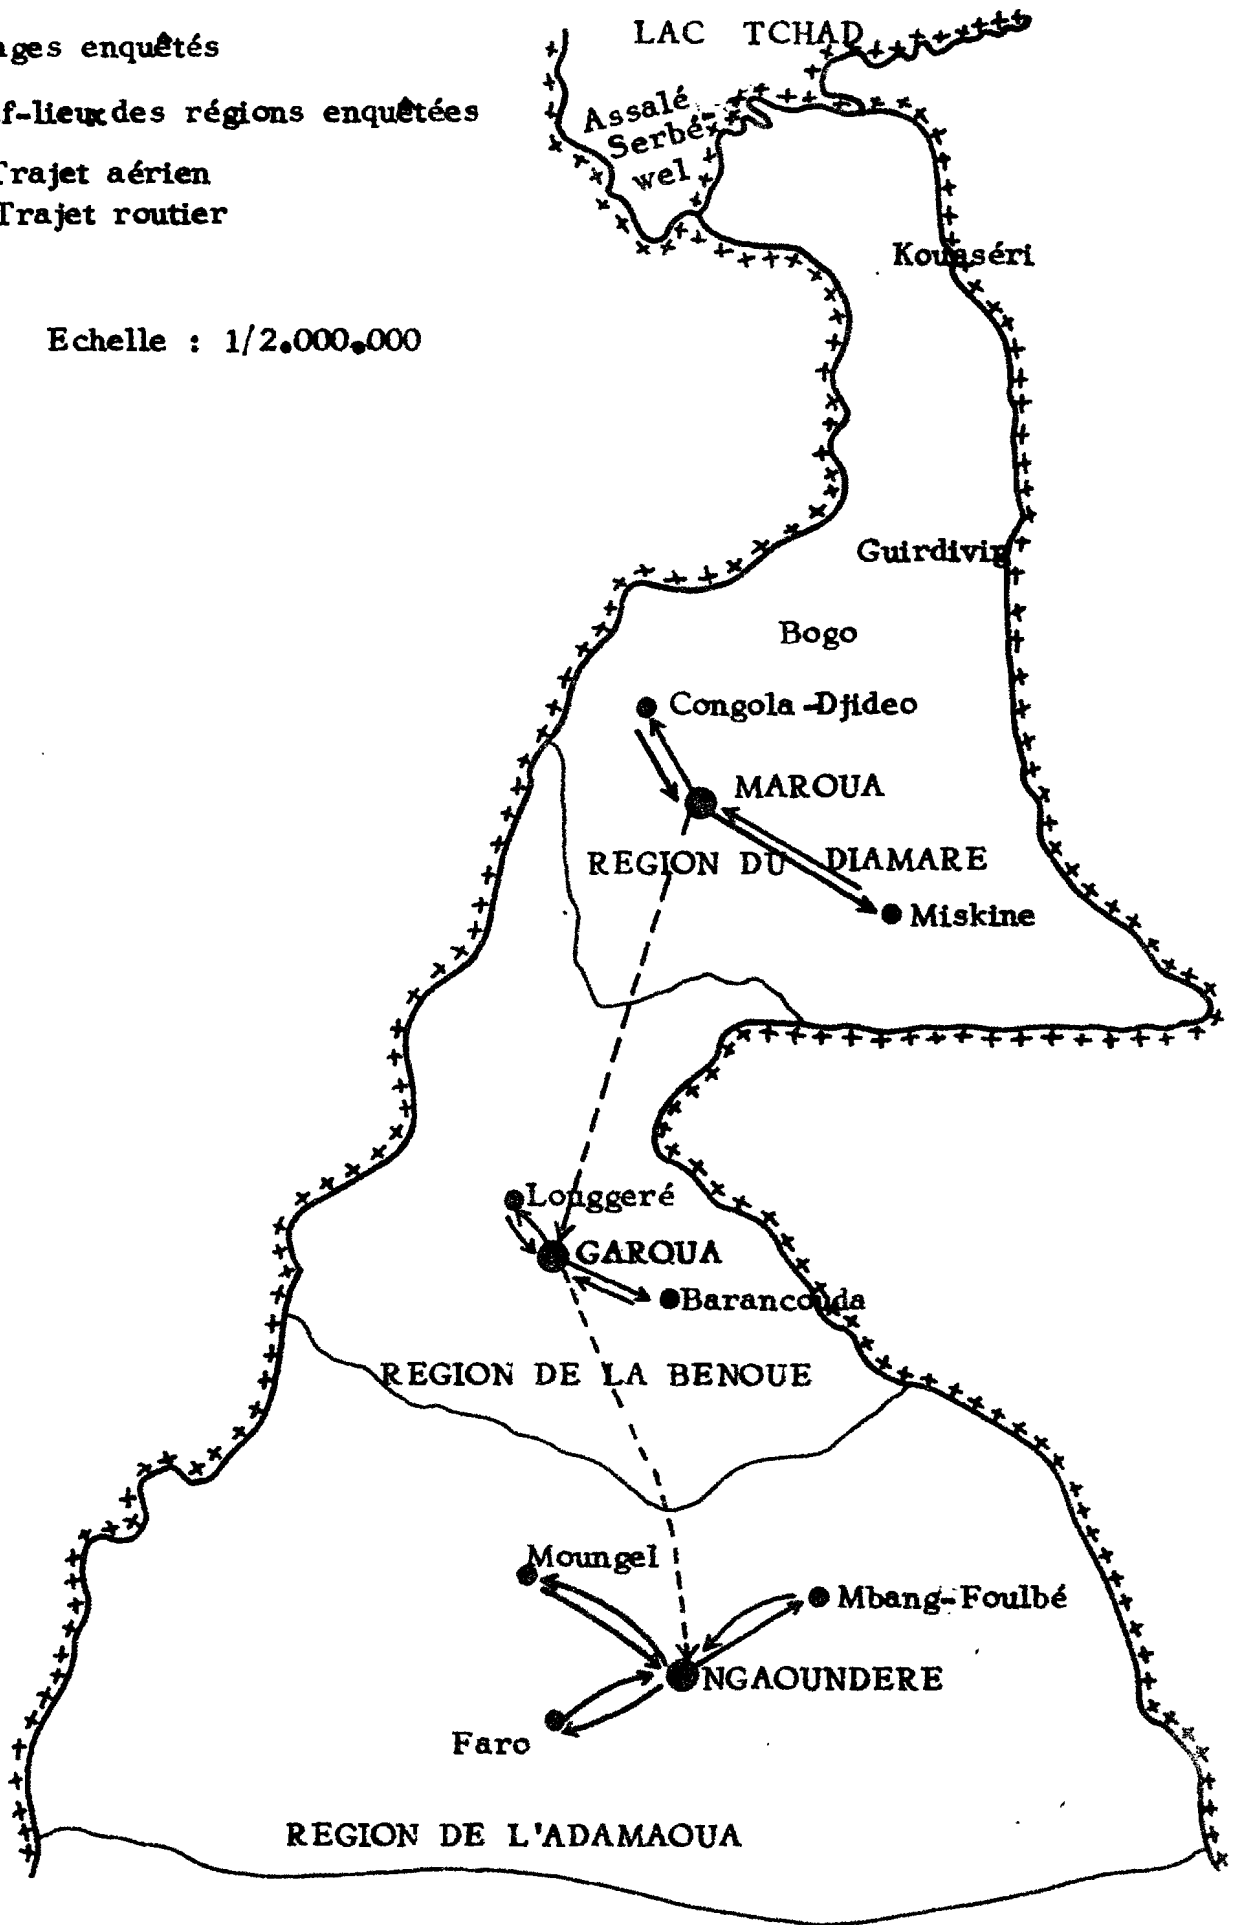 LAC TCHAD
ages enquêtés
f-lieux des régions enquêtées
Trajet aérien
Trajet routier
Echelle : 1/2.000.000
Assalé
Serbé-
wel
Kousséri
Guirdivig
Bogo
Congola-Djideo
MAROUA
REGION DU DIAMARE
Miskine
Louggeré
GAROUA
Barancouda
REGION DE LA BENOUE
Moungel
Mbang-Foulbé
NGAOUNDERE
Faro
REGION DE L'ADAMAOUA